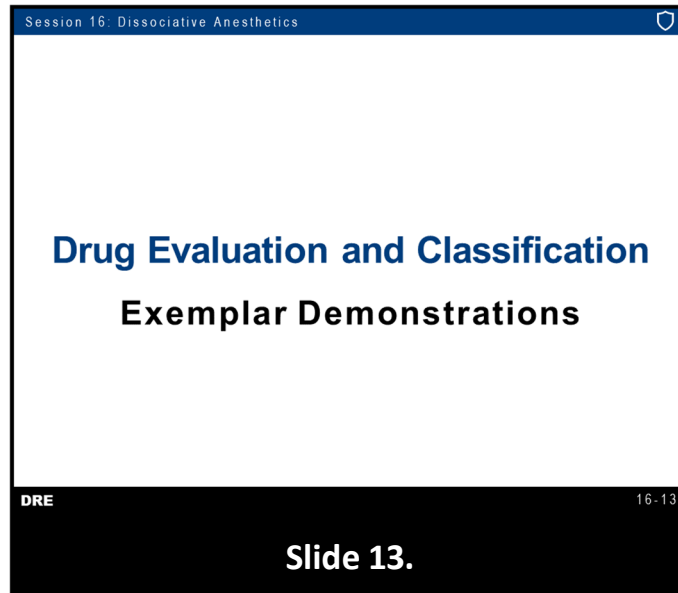 Session 16: Dissociative Anesthetics
Drug Evaluation and Classification
Exemplar Demonstrations
DRE
16-13
Slide 13.